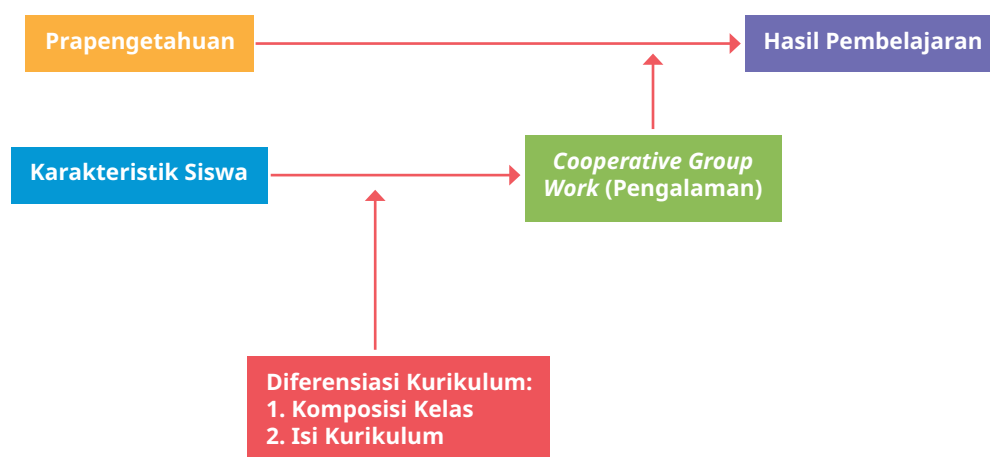 Prapengetahuan
Hasil Pembelajaran
Karakteristik Siswa
Cooperative Group
Work (Pengalaman)
Diferensiasi Kurikulum:
1. Komposisi Kelas
2. Isi Kurikulum